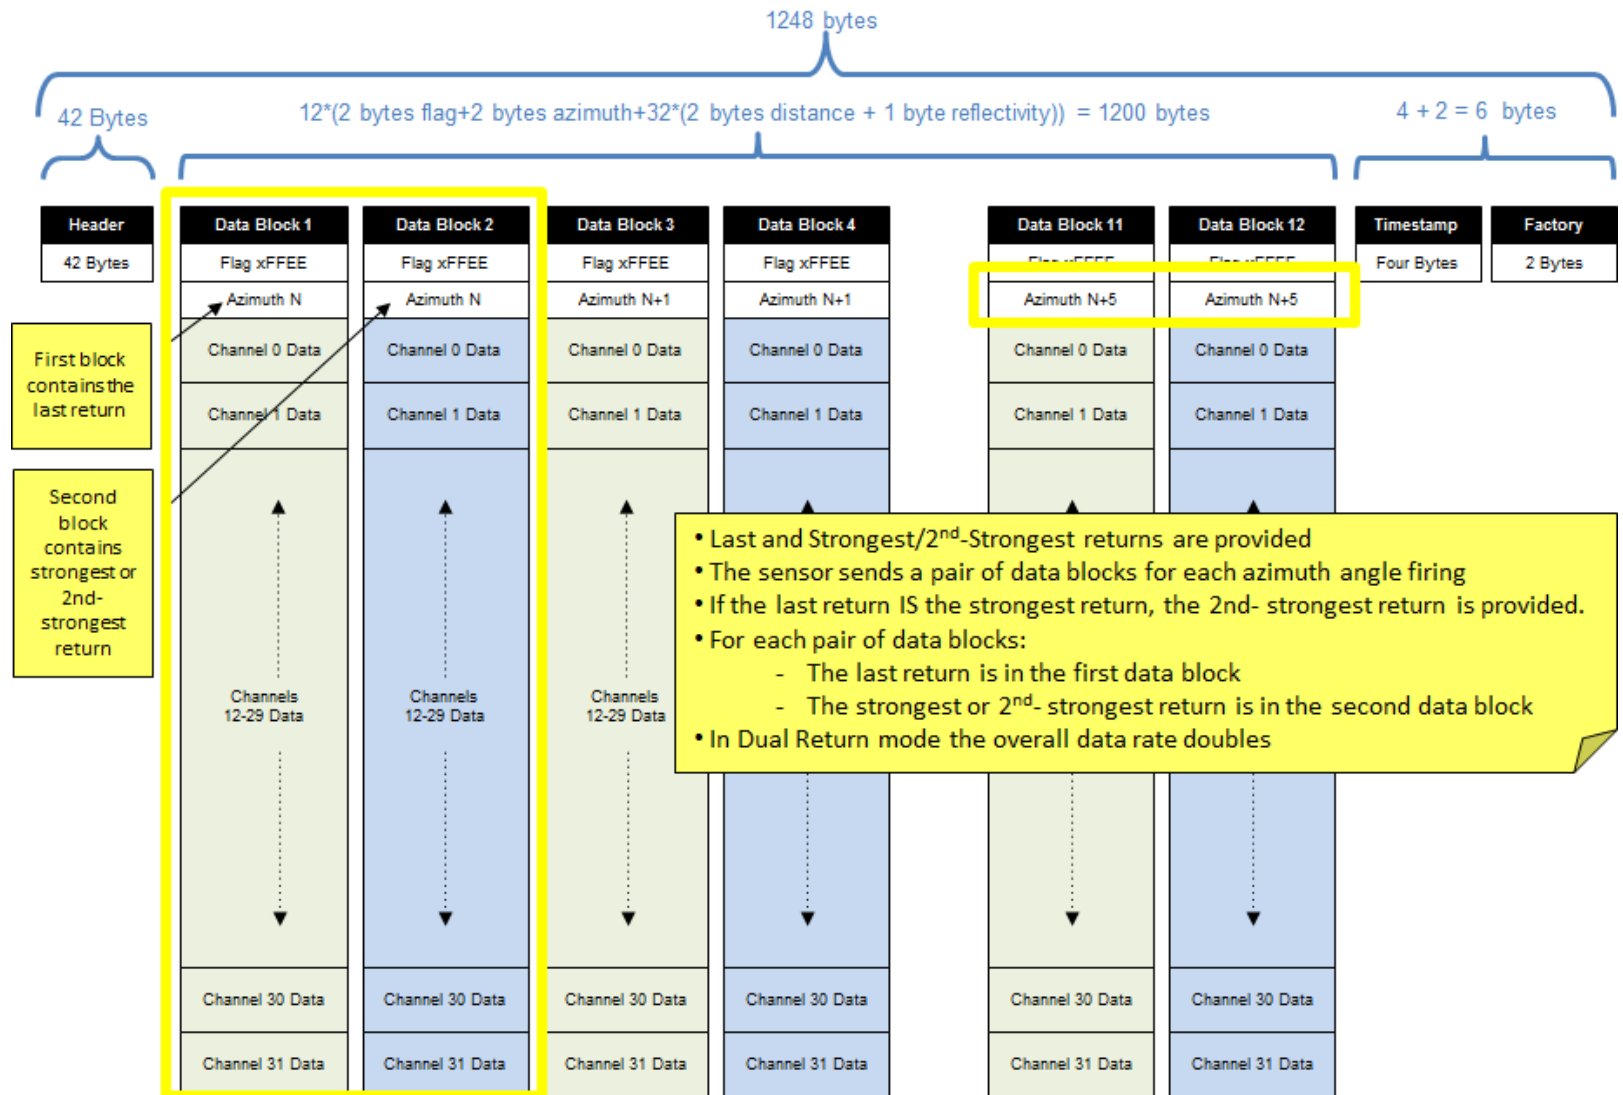 1248 bytes
42 Bytes
12*(2 bytes flag+2 bytes azimuth+32*(2 bytes distance + 1 byte reflectivity)) = 1200 bytes
4 + 2 = 6 bytes
Header
42 Bytes
Data Block 1
Flag xFFEE
Azimuth N
Channel 0 Data
Channel 1 Data
Channels
12-29 Data
Channel 30 Data
Channel 31 Data
Data Block 2
Flag xFFEE
Azimuth N
Channel 0 Data
Channel 1 Data
Channels
12-29 Data
Channel 30 Data
Channel 31 Data
Data Block 3
Flag xFFEE
Azimuth N+1
Channel 0 Data
Channel 1 Data
Channels
12-29 Data
Channel 30 Data
Channel 31 Data
Data Block 4
Flag xFFEE
Azimuth N+1
Channel 0 Data
Channel 1 Data
Channel 30 Data
Channel 31 Data
Data Block 11
Flag xFFEE
Azimuth N+5
Channel 0 Data
Channel 1 Data
Channel 30 Data
Channel 31 Data
Data Block 12
Flag xFFEE
Azimuth N+5
Channel 0 Data
Channel 1 Data
Channel 30 Data
Channel 31 Data
Timestamp
Four Bytes
Factory
2 Bytes
First block
contains the
last return
Second
block
contains
strongest or
2nd-
strongest
return
• Last and Strongest/2nd-Strongest returns are provided
• The sensor sends a pair of data blocks for each azimuth angle firing
• If the last return IS the strongest return, the 2nd- strongest return is provided.
• For each pair of data blocks:
- The last return is in the first data block
- The strongest or 2nd- strongest return is in the second data block
• In Dual Return mode the overall data rate doubles